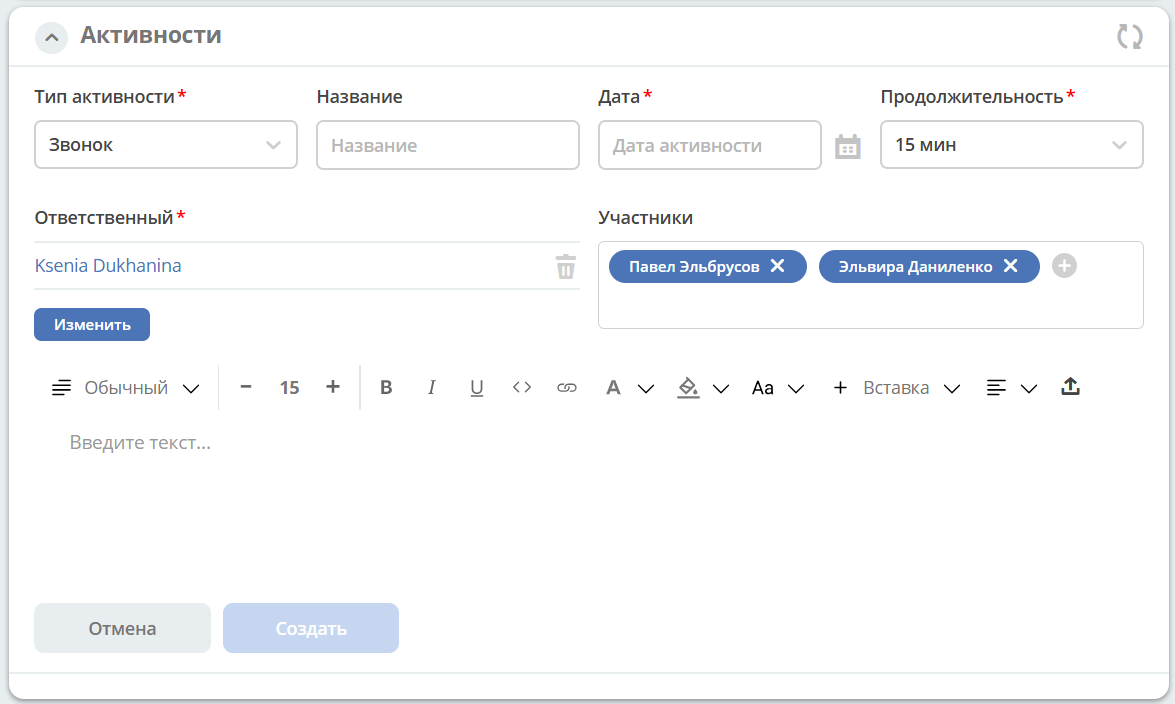 Активности
Тип активности* Название Дата* Продолжительность*
Звонок Название Дата активности 15 мин
Ответственный* Участники
Ksenia Dukhanina Павел Эльбрусов Эльвира Даниленко
Изменить
Обычный 15 B I U A Aa Вставка
Введите текст...
Отмена Создать